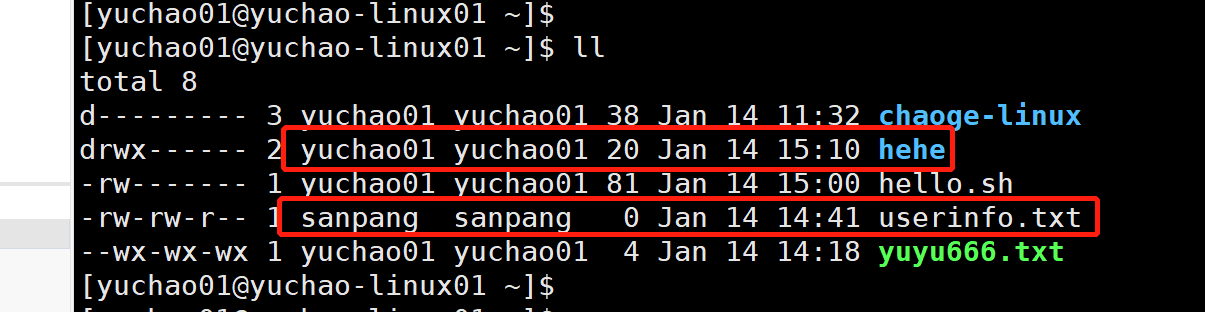 [yuchao01@yuchao-linux01 ~]$
[yuchao01@yuchao-linux01 ~]$ ll
total 8
d--------- 3 yuchao01 yuchao01 38 Jan 14 11:32 chaoge-linux
drwx------ 2 yuchao01 yuchao01 20 Jan 14 15:10 hehe
-rw------- 1 yuchao01 yuchao01 81 Jan 14 15:00 hello.sh
-rw-rw-r-- 1 sanpang  sanpang   0 Jan 14 14:41 userinfo.txt
--wx-wx-wx 1 yuchao01 yuchao01  4 Jan 14 14:18 yuyu666.txt
[yuchao01@yuchao-linux01 ~]$